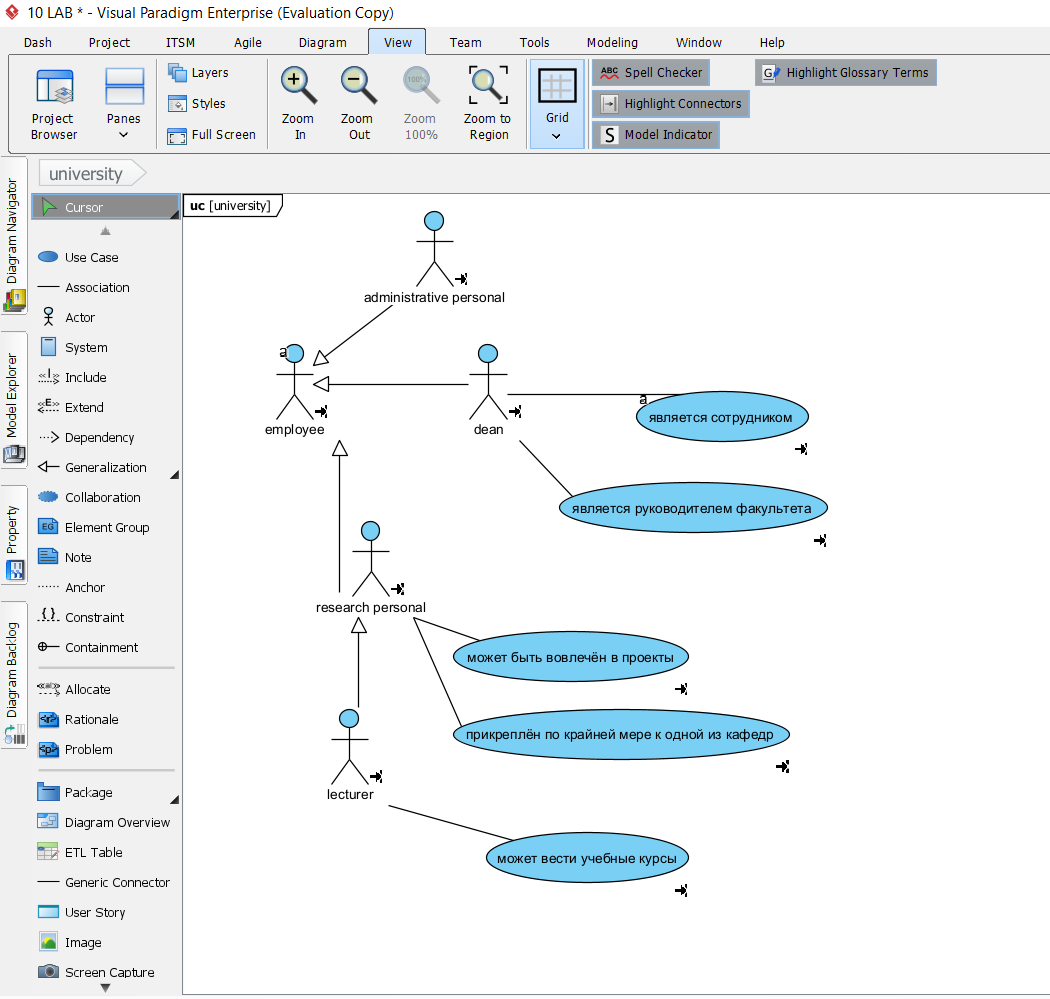 10 LAB * - Visual Paradigm Enterprise (Evaluation Copy)
Dash Project ITSM Agile Diagram View Team Tools Modeling Window Help
Project Browser
Panes
Layers
Styles
Full Screen
Zoom In
Zoom Out
100%
Zoom 100%
Zoom to Region
Grid
ABC Spell Checker
Highlight Connectors
S Model Indicator
G Highlight Glossary Terms
university
Diagram Navigator
Model Explorer
Property
Diagram Backlog
Cursor
Use Case
Association
Actor
System
<<I>> Include
<<E>> Extend
Dependency
Generalization
Collaboration
EG Element Group
Note
Anchor
{} Constraint
Containment
Allocate
<R> Rationale
<P> Problem
Package
Diagram Overview
ETL Table
Generic Connector
User Story
Image
Screen Capture
uc [university]
administrative personal
a
employee
dean
a
является сотрудником
является руководителем факультета
research personal
может быть вовлечён в проекты
прикреплён по крайней мере к одной из кафедр
lecturer
может вести учебные курсы